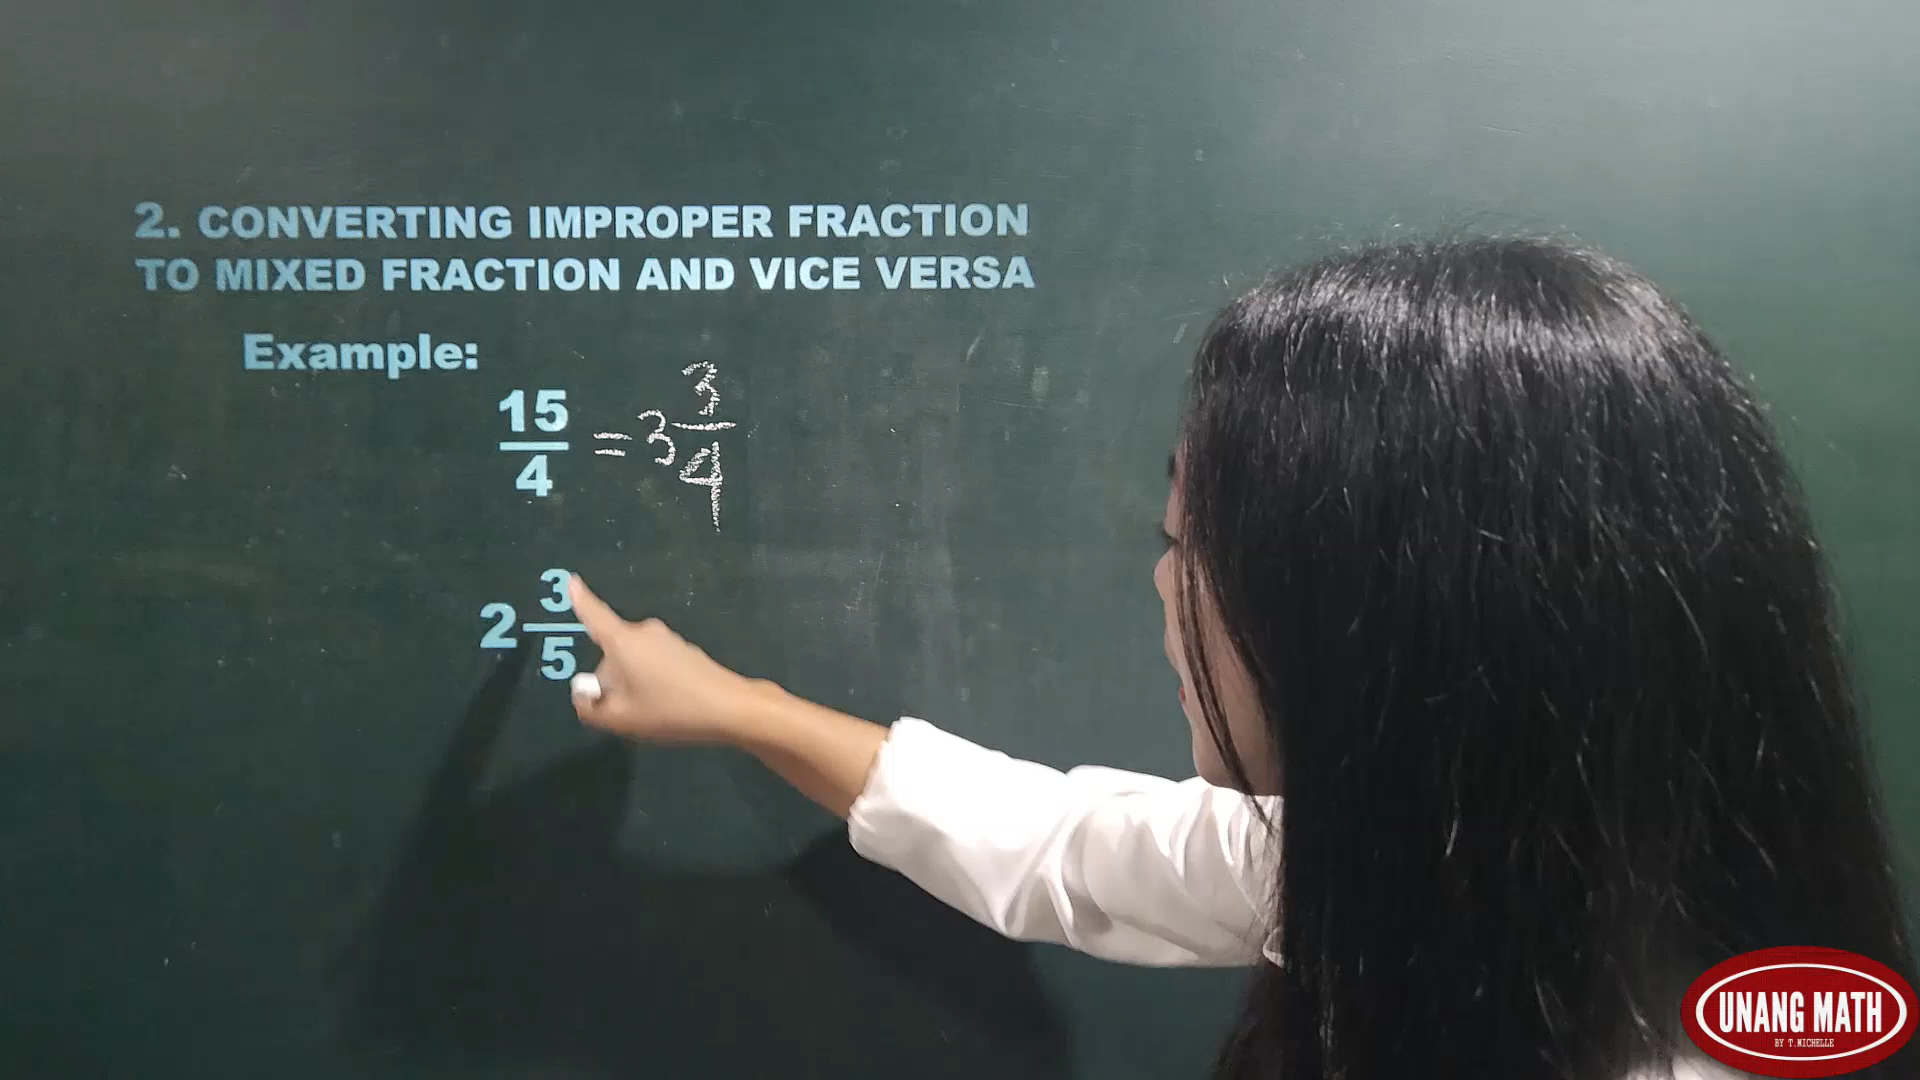 2. CONVERTING IMPROPER FRACTION
TO MIXED FRACTION AND VICE VERSA
Example:
15/4 = 3 3/4
2 3/5
UNANG MATH
BY T.MICHELLE